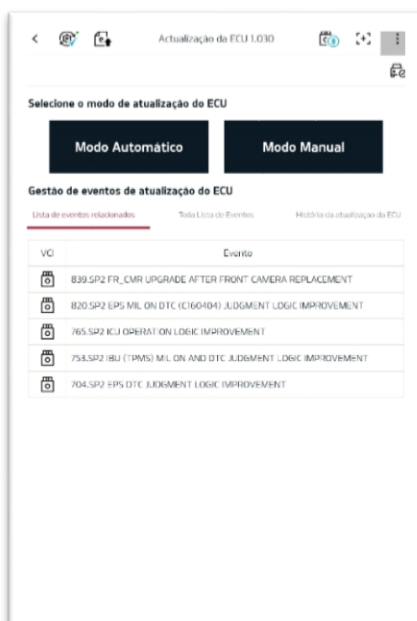 Actualização da ECU 1.030
Selecione o modo de atualização do ECU
Modo Automático
Modo Manual
Gestão de eventos de atualização do ECU
Lista de eventos relacionados
Toda Lista de Eventos
História da atualização da ECU
VCI
Evento
839.SP2 FR_CMR UPGRADE AFTER FRONT CAMERA REPLACEMENT
820.SP2 EPS MIL ON DTC (C160404) JUDGMENT LOGIC IMPROVEMENT
765.SP2 ICU OPERATION LOGIC IMPROVEMENT
753.SP2 IBU (TPMS) MIL ON AND DTC JUDGEMENT LOGIC IMPROVEMENT
704.SP2 EPS DTC JUDGEMENT LOGIC IMPROVEMENT